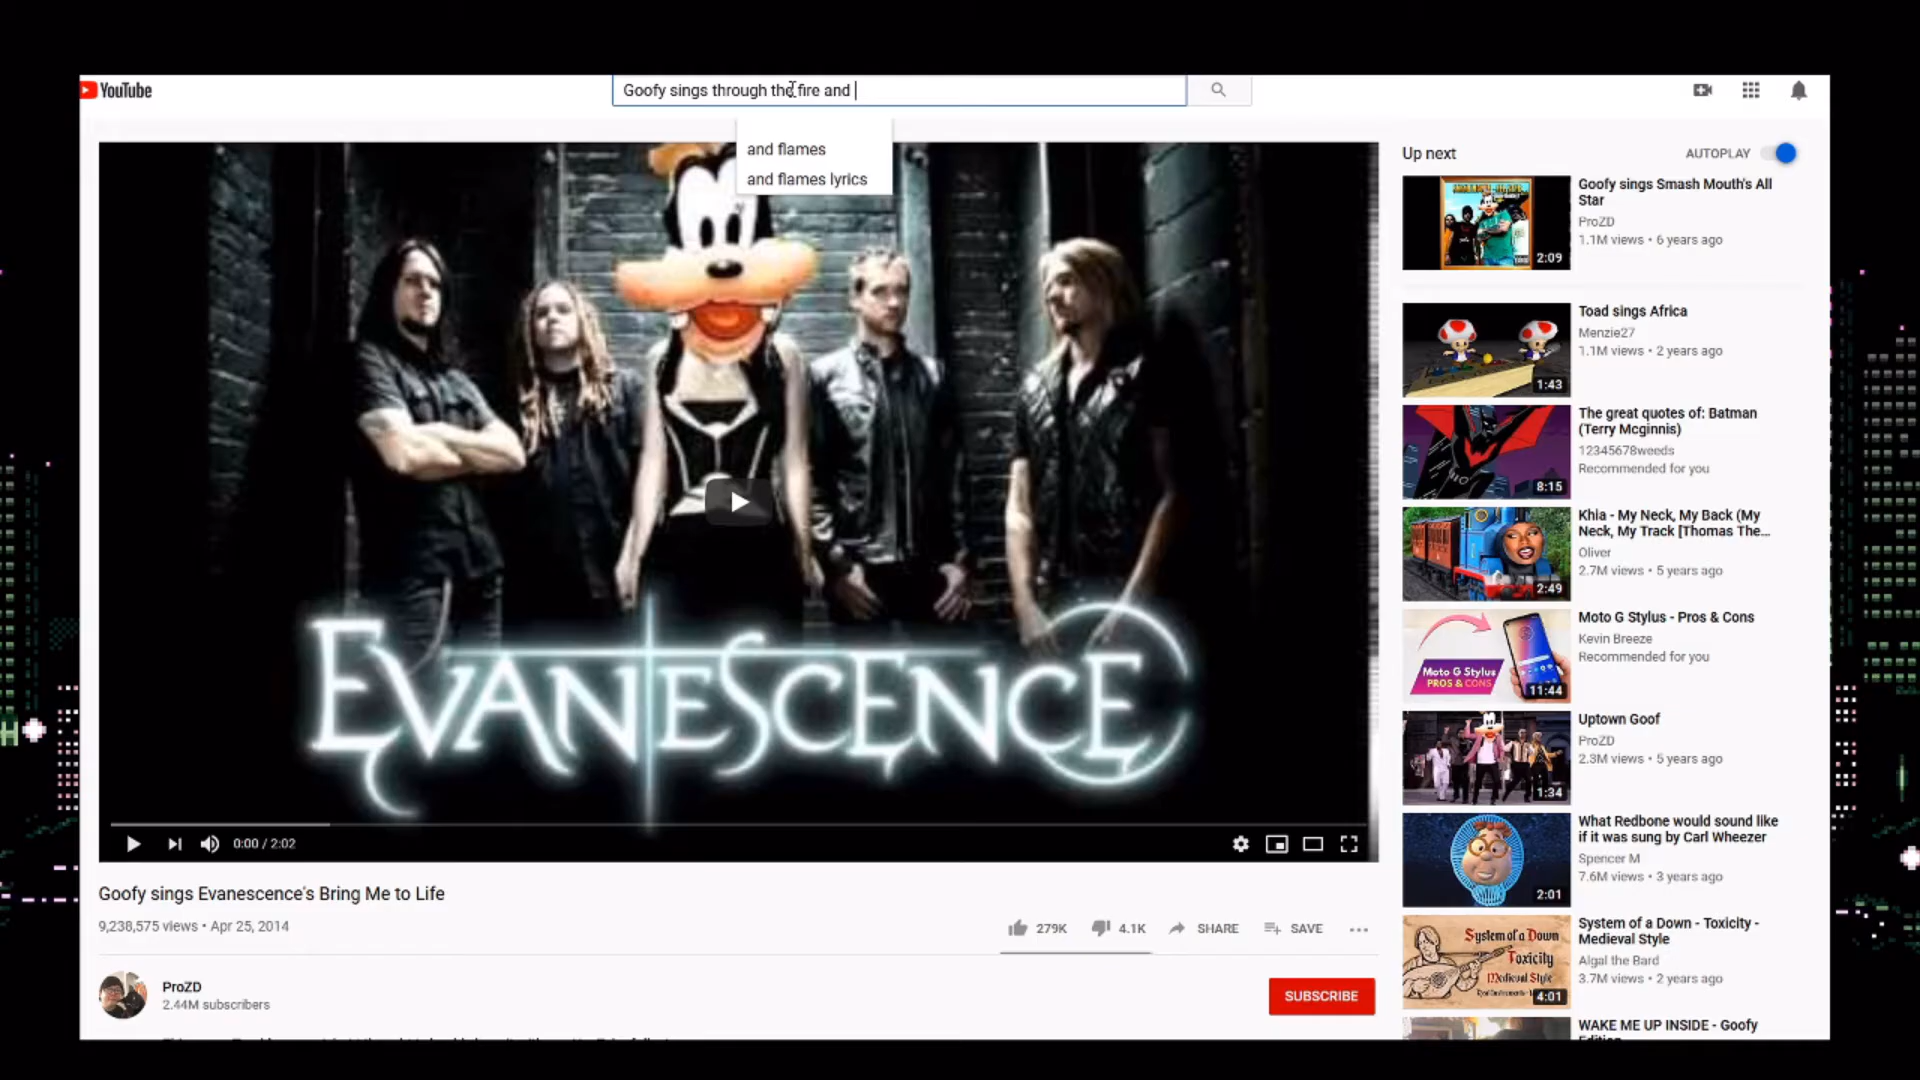 YouTube
Goofy sings through the fire and
and flames
and flames lyrics
EVANESCENCE
0:00 / 2:02
Goofy sings Evanescence's Bring Me to Life
9,238,575 views • Apr 25, 2014
279K
4.1K
SHARE
SAVE
ProZD
2.44M subscribers
SUBSCRIBE
Up next
AUTOPLAY
2:09
Goofy sings Smash Mouth's All
Star
ProZD
1.1M views • 6 years ago
1:43
Toad sings Africa
Menzie27
1.1M views • 2 years ago
8:15
The great quotes of: Batman
(Terry Mcginnis)
12345678weeds
Recommended for you
2:49
Khia - My Neck, My Back (My
Neck, My Track [Thomas The...
Oliver
2.7M views • 5 years ago
Moto G Stylus
PROS & CONS
11:44
Moto G Stylus - Pros & Cons
Kevin Breeze
Recommended for you
1:34
Uptown Goof
ProZD
2.3M views • 5 years ago
2:01
What Redbone would sound like
if it was sung by Carl Wheezer
Spencer M
7.6M views • 3 years ago
System of a Down
Toxicity
Medieval Style
4:01
System of a Down - Toxicity -
Medieval Style
Algal the Bard
3.7M views • 2 years ago
WAKE ME UP INSIDE - Goofy